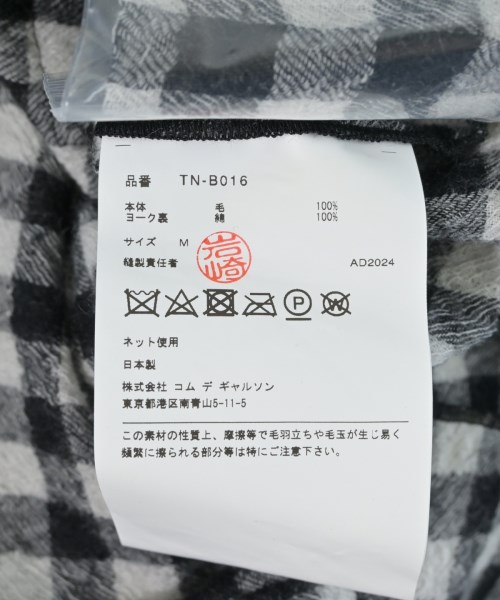 品番 TN-B016
本体 毛 100%
ヨーク裏 綿 100%
サイズ M
岩崎
縫製責任者 AD2024
P
W
ネット使用
日本製
株式会社 コム デ ギャルソン
東京都港区南青山5-11-5
この素材の性質上、摩擦等で毛羽立ちや毛玉が生じ易く
頻繁に擦られる部分等は特にご注意下さい。